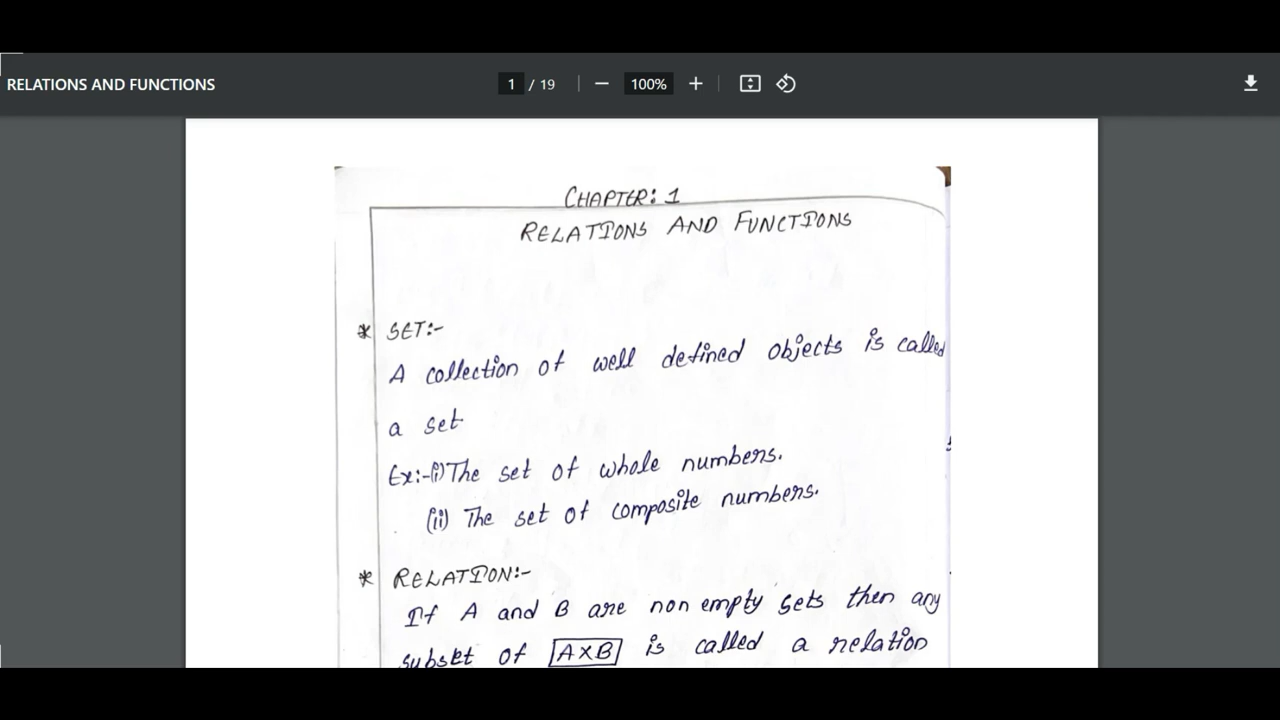 RELATIONS AND FUNCTIONS
1 / 19
100%
CHAPTER: 1
RELATIONS AND FUNCTIONS
* SET:-
A collection of well defined objects is called
a set
Ex:-(i) The set of whole numbers.
(ii) The set of composite numbers.
* RELATION:-
If A and B are non empty sets then any
subset of A×B is called a relation